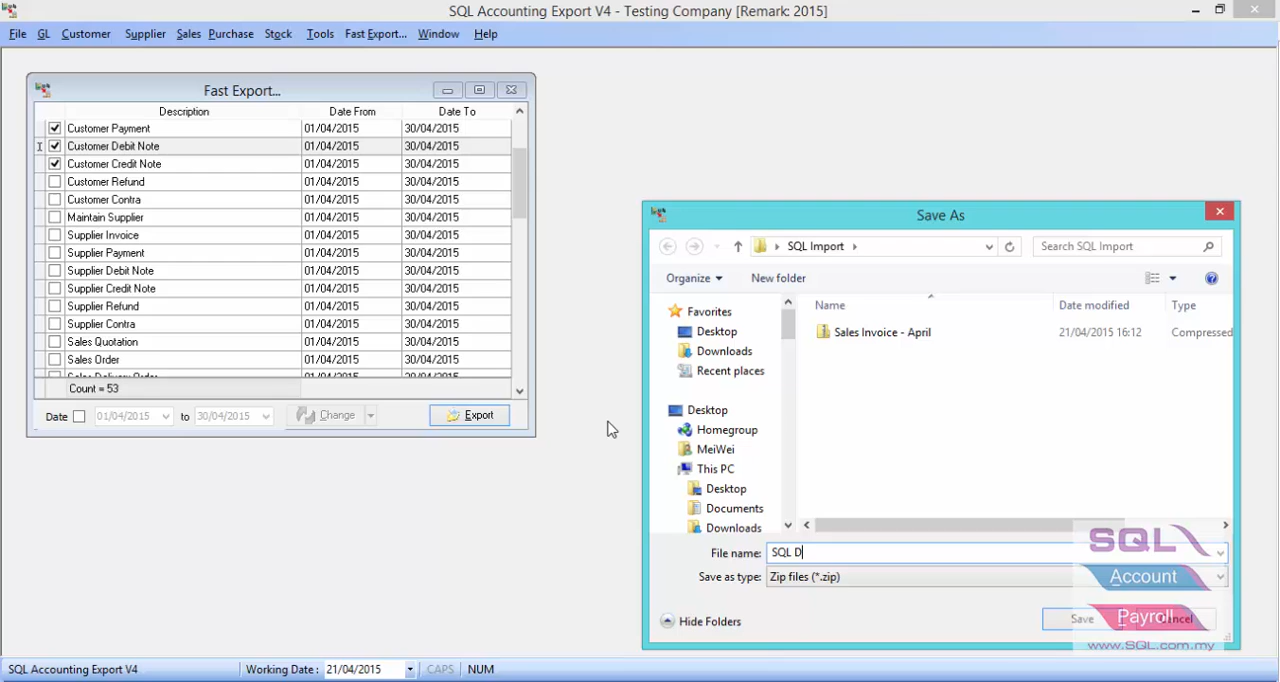 SQL Accounting Export V4 - Testing Company [Remark: 2015]
File GL Customer Supplier Sales Purchase Stock Tools Fast Export... Window Help
Fast Export...
Description Date From Date To
Customer Payment 01/04/2015 30/04/2015
Customer Debit Note 01/04/2015 30/04/2015
Customer Credit Note 01/04/2015 30/04/2015
Customer Refund 01/04/2015 30/04/2015
Customer Contra 01/04/2015 30/04/2015
Maintain Supplier 01/04/2015 30/04/2015
Supplier Invoice 01/04/2015 30/04/2015
Supplier Payment 01/04/2015 30/04/2015
Supplier Debit Note 01/04/2015 30/04/2015
Supplier Credit Note 01/04/2015 30/04/2015
Supplier Refund 01/04/2015 30/04/2015
Supplier Contra 01/04/2015 30/04/2015
Sales Quotation 01/04/2015 30/04/2015
Sales Order 01/04/2015 30/04/2015
Sales Delivery Order 01/04/2015 30/04/2015
Count = 53
Date 01/04/2015 to 30/04/2015 Change Export
Save As
SQL Import Search SQL Import
Organize New folder
Name Date modified Type
Favorites
Desktop
Downloads
Recent places
Desktop
Homegroup
MeiWei
This PC
Desktop
Documents
Downloads
Sales Invoice - April 21/04/2015 16:12 Compressed
File name: SQL D
Save as type: Zip files (*.zip)
Hide Folders Save Cancel
SQL
Account
Payroll
www.SQL.com.my
SQL Accounting Export V4 Working Date : 21/04/2015 CAPS NUM